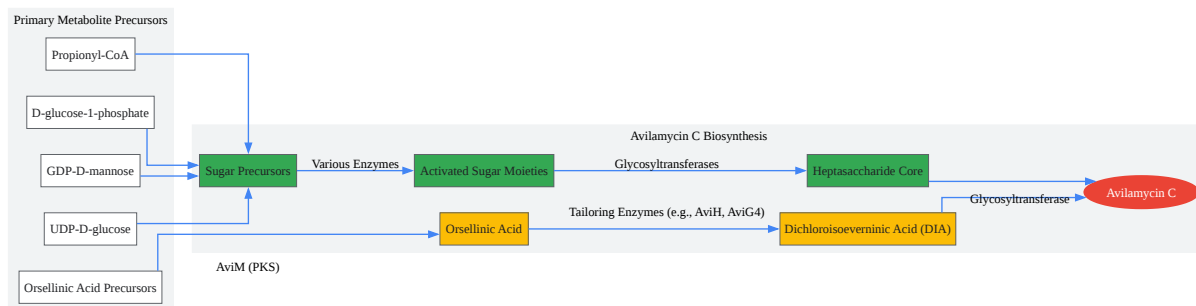 Primary Metabolite Precursors
Propionyl-CoA
D-glucose-1-phosphate
GDP-D-mannose
UDP-D-glucose
Orsellinic Acid Precursors
Avilamycin C Biosynthesis
Sugar Precursors
Various Enzymes
Activated Sugar Moieties
Glycosyltransferases
Heptasaccharide Core
Avilamycin C
Glycosyltransferase
Orsellinic Acid
Tailoring Enzymes (e.g., AviH, AviG4)
Dichloroisoeverninic Acid (DIA)
AviM (PKS)